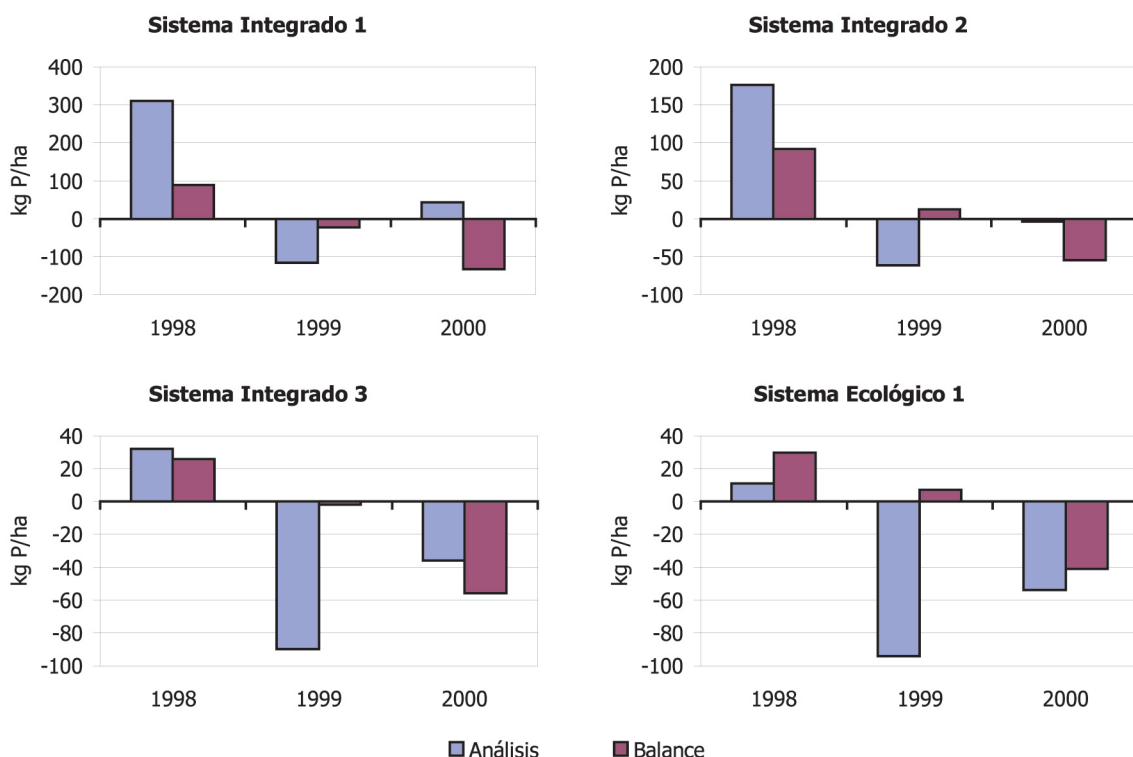 Sistema Integrado 1
400
300
200
100
0
-100
-200
kg P/ha
1998 1999 2000
Sistema Integrado 2
200
150
100
50
0
-50
-100
kg P/ha
1998 1999 2000
Sistema Integrado 3
40
20
0
-20
-40
-60
-80
-100
kg P/ha
1998 1999 2000
Sistema Ecológico 1
40
20
0
-20
-40
-60
-80
-100
kg P/ha
1998 1999 2000
Análisis Balance